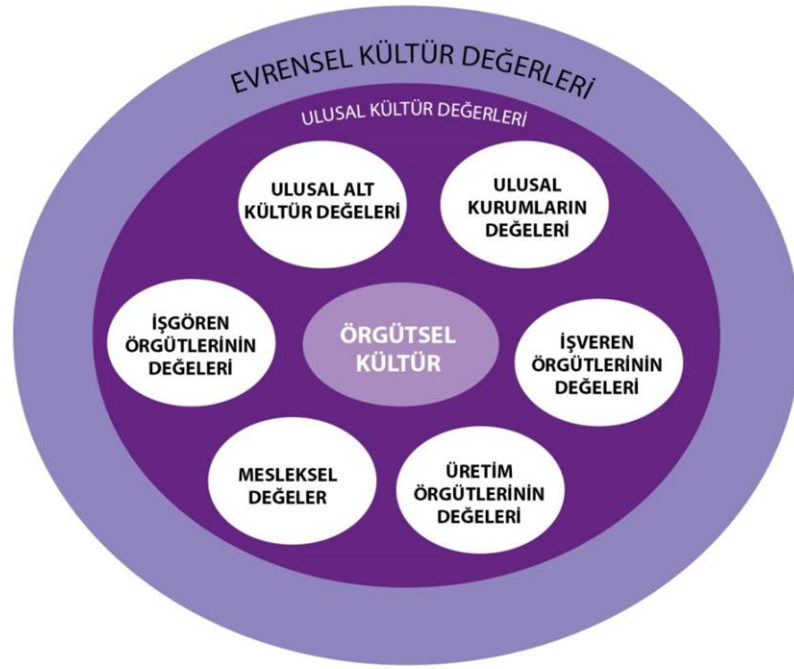 EVRENSEL KÜLTÜR DEĞERLERİ
ULUSAL KÜLTÜR DEĞERLERİ
ULUSAL ALT
KÜLTÜR DEĞELERİ
ULUSAL
KURUMLARIN
DEĞELERİ
İŞGÖREN
ÖRGÜTLERİNİN
DEĞELERİ
ÖRGÜTSEL
KÜLTÜR
İŞVEREN
ÖRGÜTLERİNİN
DEĞELERİ
MESLEKSEL
DEĞELER
ÜRETİM
ÖRGÜTLERİNİN
DEĞELERİ